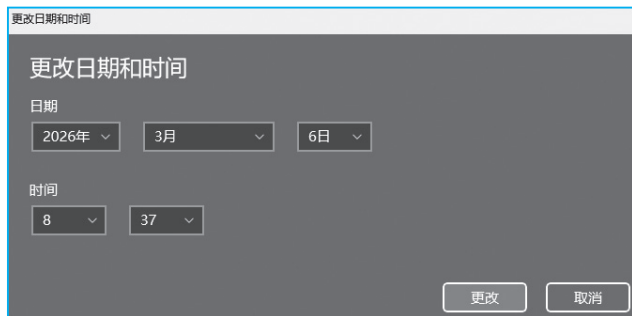 更改日期和时间
更改日期和时间
日期
2026年 3月 6日
时间
8 37
更改 取消